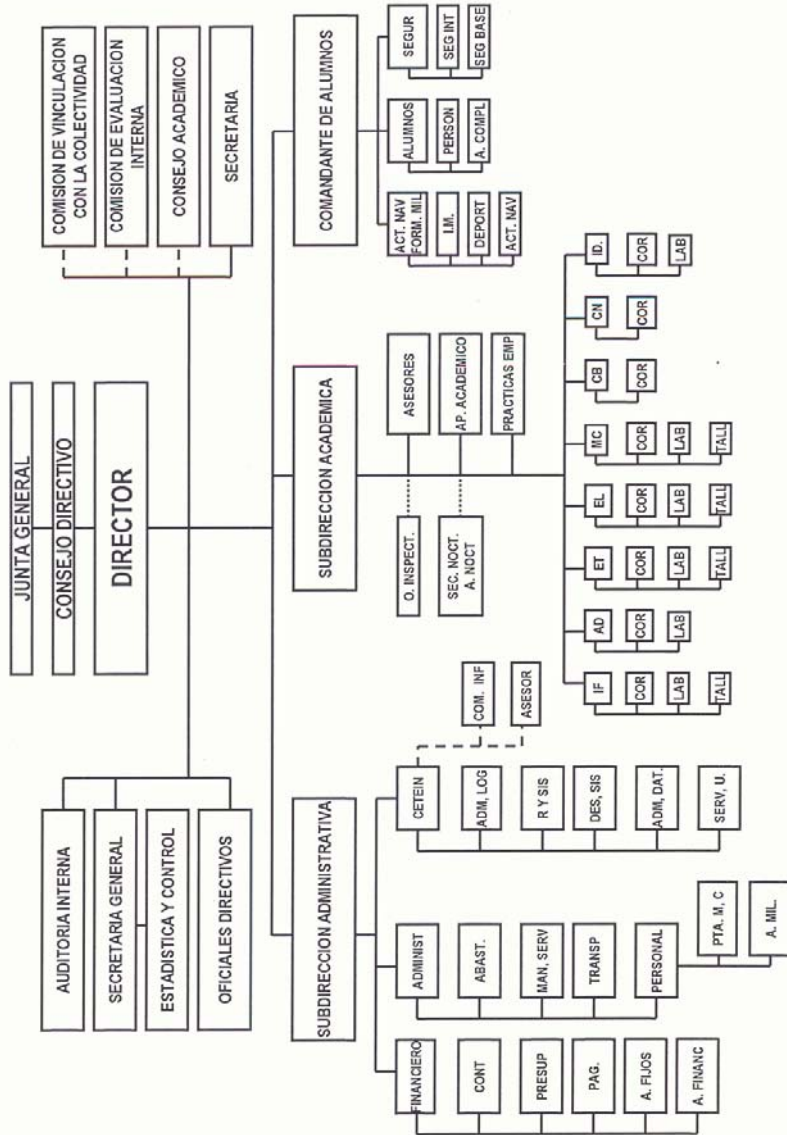 JUNTA GENERAL
CONSEJO DIRECTIVO
DIRECTOR
AUDITORIA INTERNA
SECRETARIA GENERAL
ESTADISTICA Y CONTROL
OFICIALES DIRECTIVOS
COMISION DE VINCULACION
CON LA COLECTIVIDAD
COMISION DE EVALUACION
INTERNA
CONSEJO ACADEMICO
SECRETARIA
SUBDIRECCION ADMINISTRATIVA
FINANCIERO
CONT
PRESUP
PAG.
A. FIJOS
A. FINANC
ADMINIST
ABAST.
MAN, SERV
TRANSP
PERSONAL
PTA. M, C
A. MIL.
CETEIN
COM. INF
ASESOR
ADM, LOG
R Y SIS
DES, SIS
ADM, DAT.
SERV, U.
SUBDIRECCION ACADEMICA
ASESORES
O. INSPECT.
AP. ACADEMICO
SEC. NOCT.
A. NOCT
PRACTICAS EMP
IF
COR
LAB
TALL
AD
COR
LAB
ET
COR
LAB
TALL
EL
COR
LAB
TALL
MC
COR
LAB
TALL
CB
COR
CN
COR
ID.
COR
LAB
COMANDANTE DE ALUMNOS
ACT. NAV
FORM. MIL
I.M.
DEPORT
ACT. NAV
ALUMNOS
PERSON
A. COMPL
SEGUR
SEG INT
SEG BASE